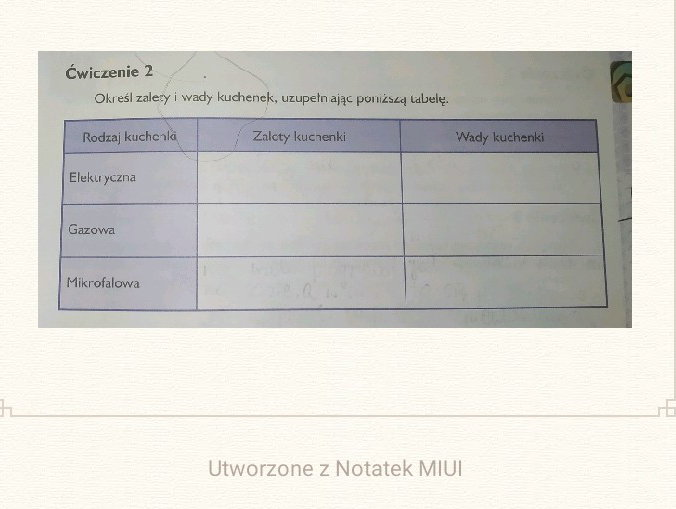 Ćwiczenie 2
Określ zalety i wady kuchenek, uzupełniając poniższą tabelę.
Rodzaj kuchenki Zalety kuchenki Wady kuchenki
Elektryczna
Gazowa
Mikrofalowa
Utworzone z Notatek MIUI